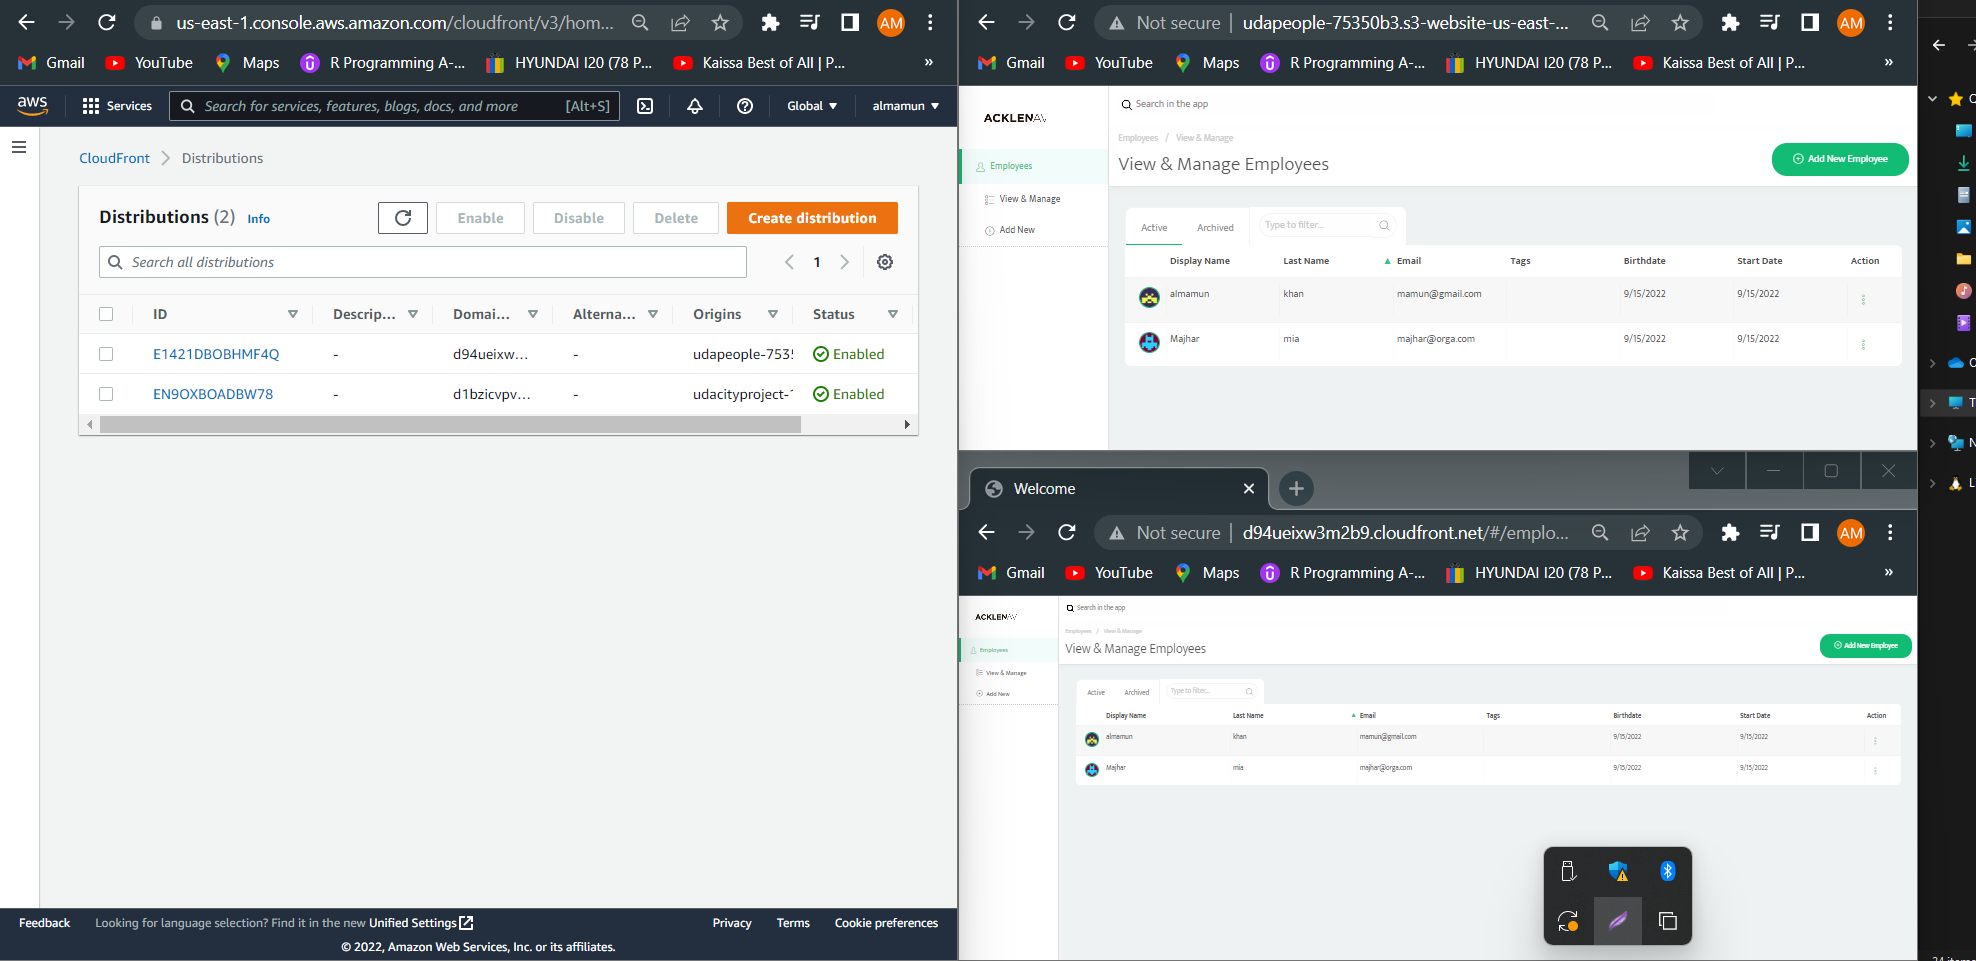 us-east-1.console.aws.amazon.com/cloudfront/v3/hom...
AM
Gmail
YouTube
Maps
R Programming A-...
HYUNDAI I20 (78 P...
Kaissa Best of All | P...
»
aws
Services
Search for services, features, blogs, docs, and more
[Alt+S]
Global
almamun
CloudFront
Distributions
Distributions (2)
Info
Enable
Disable
Delete
Create distribution
Search all distributions
1
ID
Descrip...
Domai...
Alterna...
Origins
Status
E1421DBOBHMF4Q
-
d94ueixw...
-
udapeople-753
Enabled
EN9OXBOADBW78
-
d1bzicvpv...
-
udacityproject-
Enabled
Feedback
Looking for language selection? Find it in the new Unified Settings
Privacy
Terms
Cookie preferences
© 2022, Amazon Web Services, Inc. or its affiliates.
Not secure
udapeople-75350b3.s3-website-us-east-...
AM
Gmail
YouTube
Maps
R Programming A-...
HYUNDAI I20 (78 P...
Kaissa Best of All | P...
»
ACKLENAV
Search in the app
Employees / View & Manage
View & Manage Employees
Add New Employee
Employees
View & Manage
Add New
Active
Archived
Type to filter...
Display Name
Last Name
Email
Tags
Birthdate
Start Date
Action
almamun
khan
mamun@gmail.com
9/15/2022
9/15/2022
Majhar
mia
majhar@orga.com
9/15/2022
9/15/2022
Welcome
Not secure
d94ueixw3m2b9.cloudfront.net/#/emplo...
AM
Gmail
YouTube
Maps
R Programming A-...
HYUNDAI I20 (78 P...
Kaissa Best of All | P...
»
ACKLENAV
Search in the app
Employees / View & Manage
View & Manage Employees
Add New Employee
Employees
View & Manage
Add New
Active
Archived
Type to filter...
Display Name
Last Name
Email
Tags
Birthdate
Start Date
Action
almamun
khan
mamun@gmail.com
9/15/2022
9/15/2022
Majhar
mia
majhar@orga.com
9/15/2022
9/15/2022